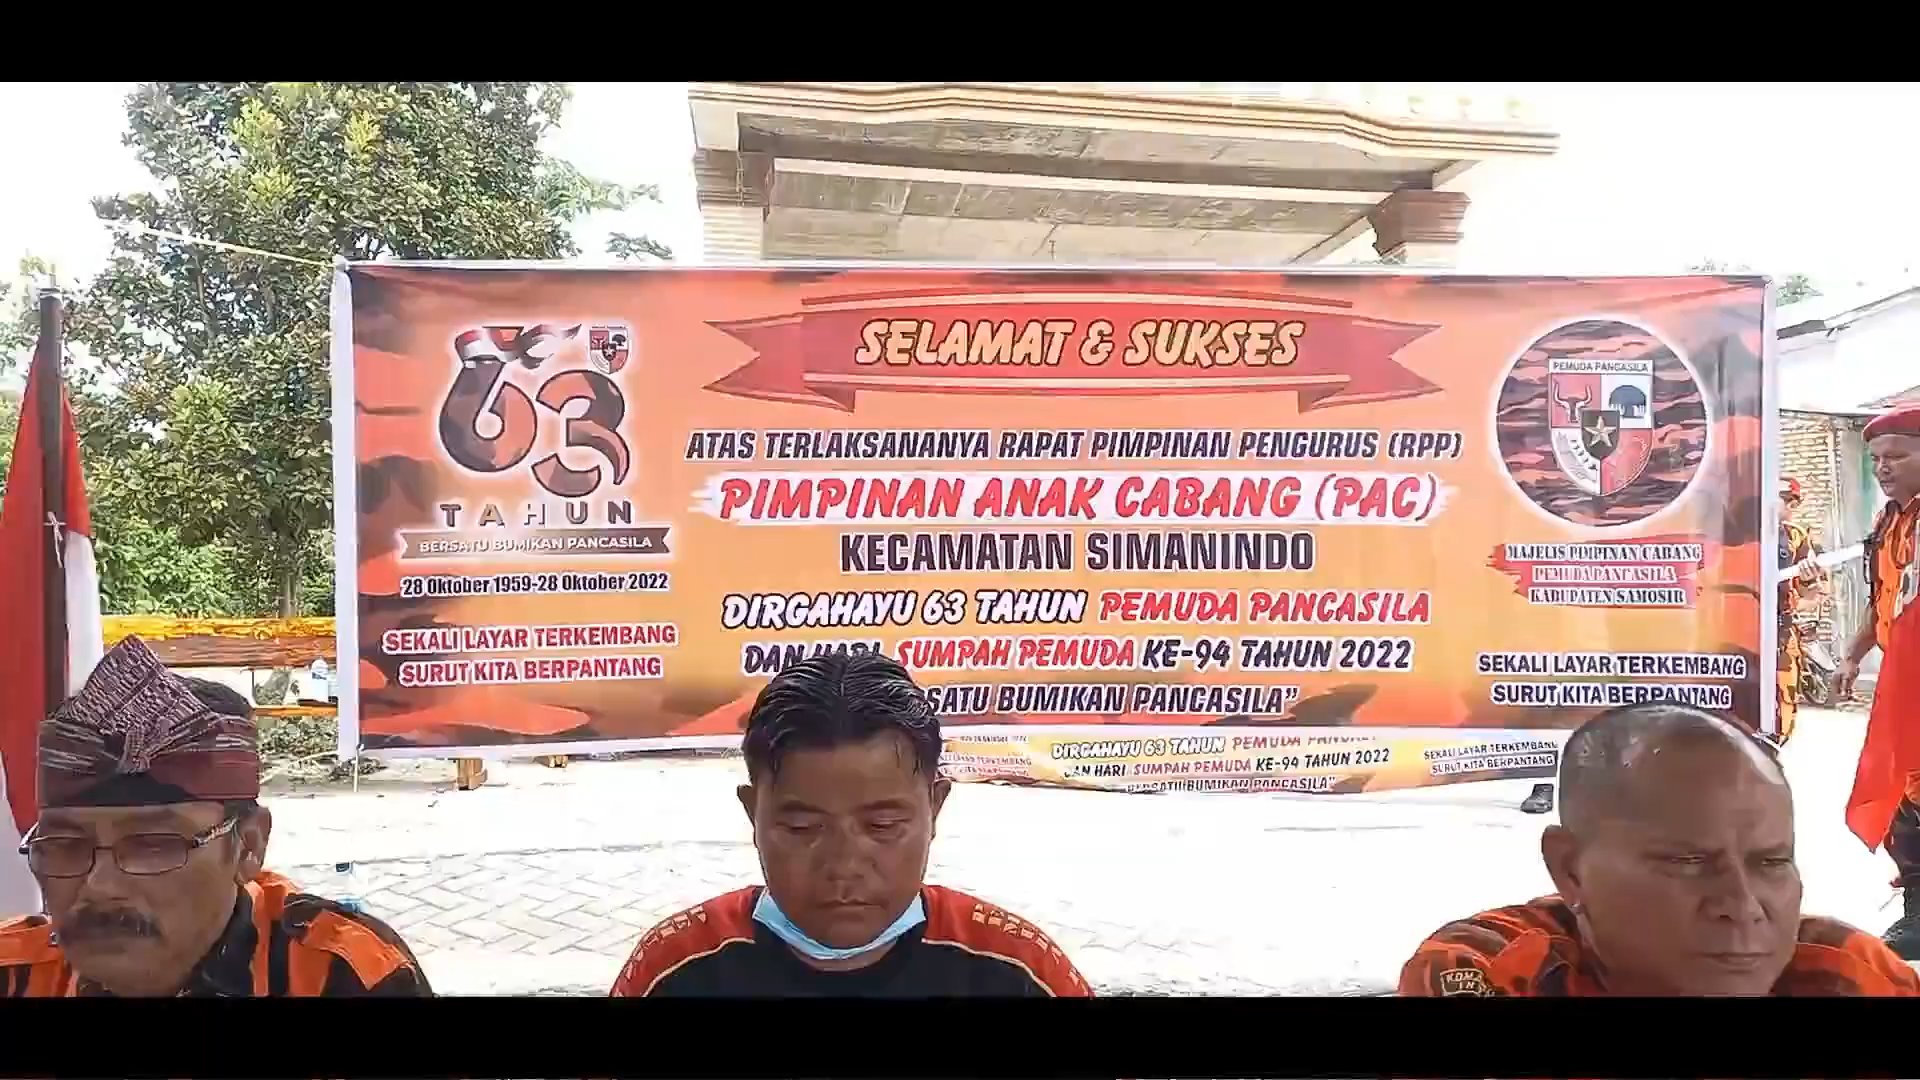 SELAMAT & SUKSES
ATAS TERLAKSANANYA RAPAT PIMPINAN PENGURUS (RPP)
PIMPINAN ANAK CABANG (PAC)
KECAMATAN SIMANINDO
DIRGAHAYU 63 TAHUN PEMUDA PANCASILA
DAN HARI SUMPAH PEMUDA KE-94 TAHUN 2022
SATU BUMIKAN PANCASILA”
63
TAHUN
BERSATU BUMIKAN PANCASILA
28 Oktober 1959-28 Oktober 2022
SEKALI LAYAR TERKEMBANG
SURUT KITA BERPANTANG
PEMUDA PANCASILA
MAJELIS PIMPINAN CABANG
PEMUDA PANCASILA
KABUPATEN SAMOSIR
SEKALI LAYAR TERKEMBANG
SURUT KITA BERPANTANG
DIRGAHAYU 63 TAHUN PEMUDA
HARI SUMPAH PEMUDA KE-94 TAHUN 2022
BERSATU BUMIKAN PANCASILA”
SEKALI LAYAR TERKEMBANG
SURUT KITA BERPANTANG